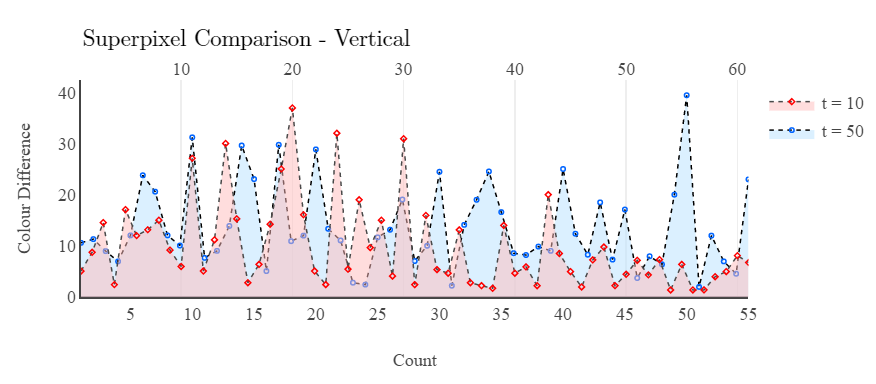 Superpixel Comparison - Vertical
10 20 30 40 50 60
40
30
20
10
0
Colour Difference
5 10 15 20 25 30 35 40 45 50 55
Count
t = 10
t = 50